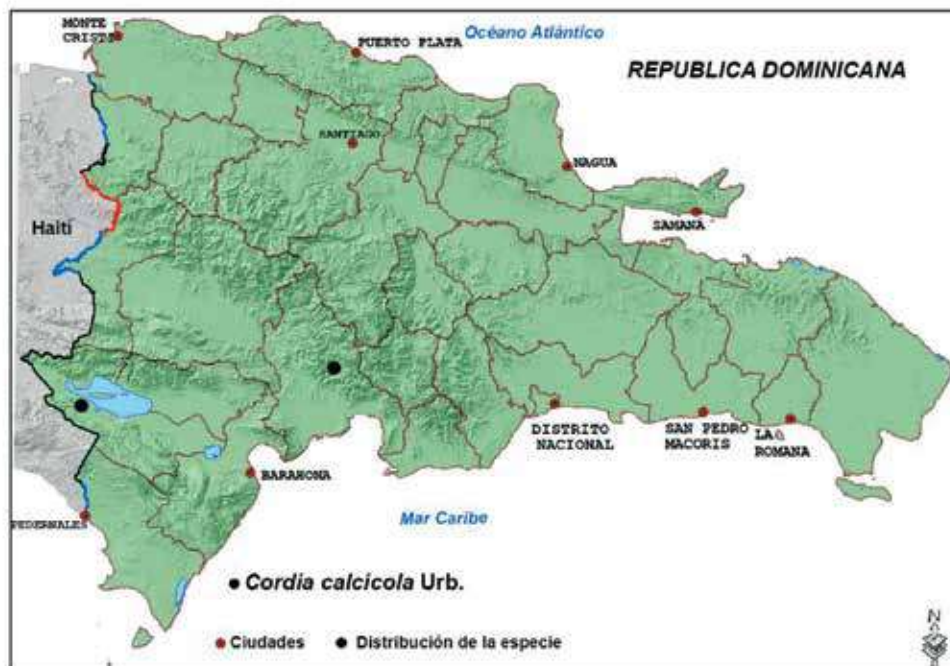 MONTE
CRISTI
PUERTO PLATA
Océano Atlántico
REPUBLICA DOMINICANA
SANTIAGO
NAGUA
SAMANA
Haití
DISTRITO
NACIONAL
SAN PEDRO
MACORIS
LA
ROMANA
BARAHONA
PEDERNALES
Mar Caribe
Cordia calcicola Urb.
Ciudades
Distribución de la especie
N